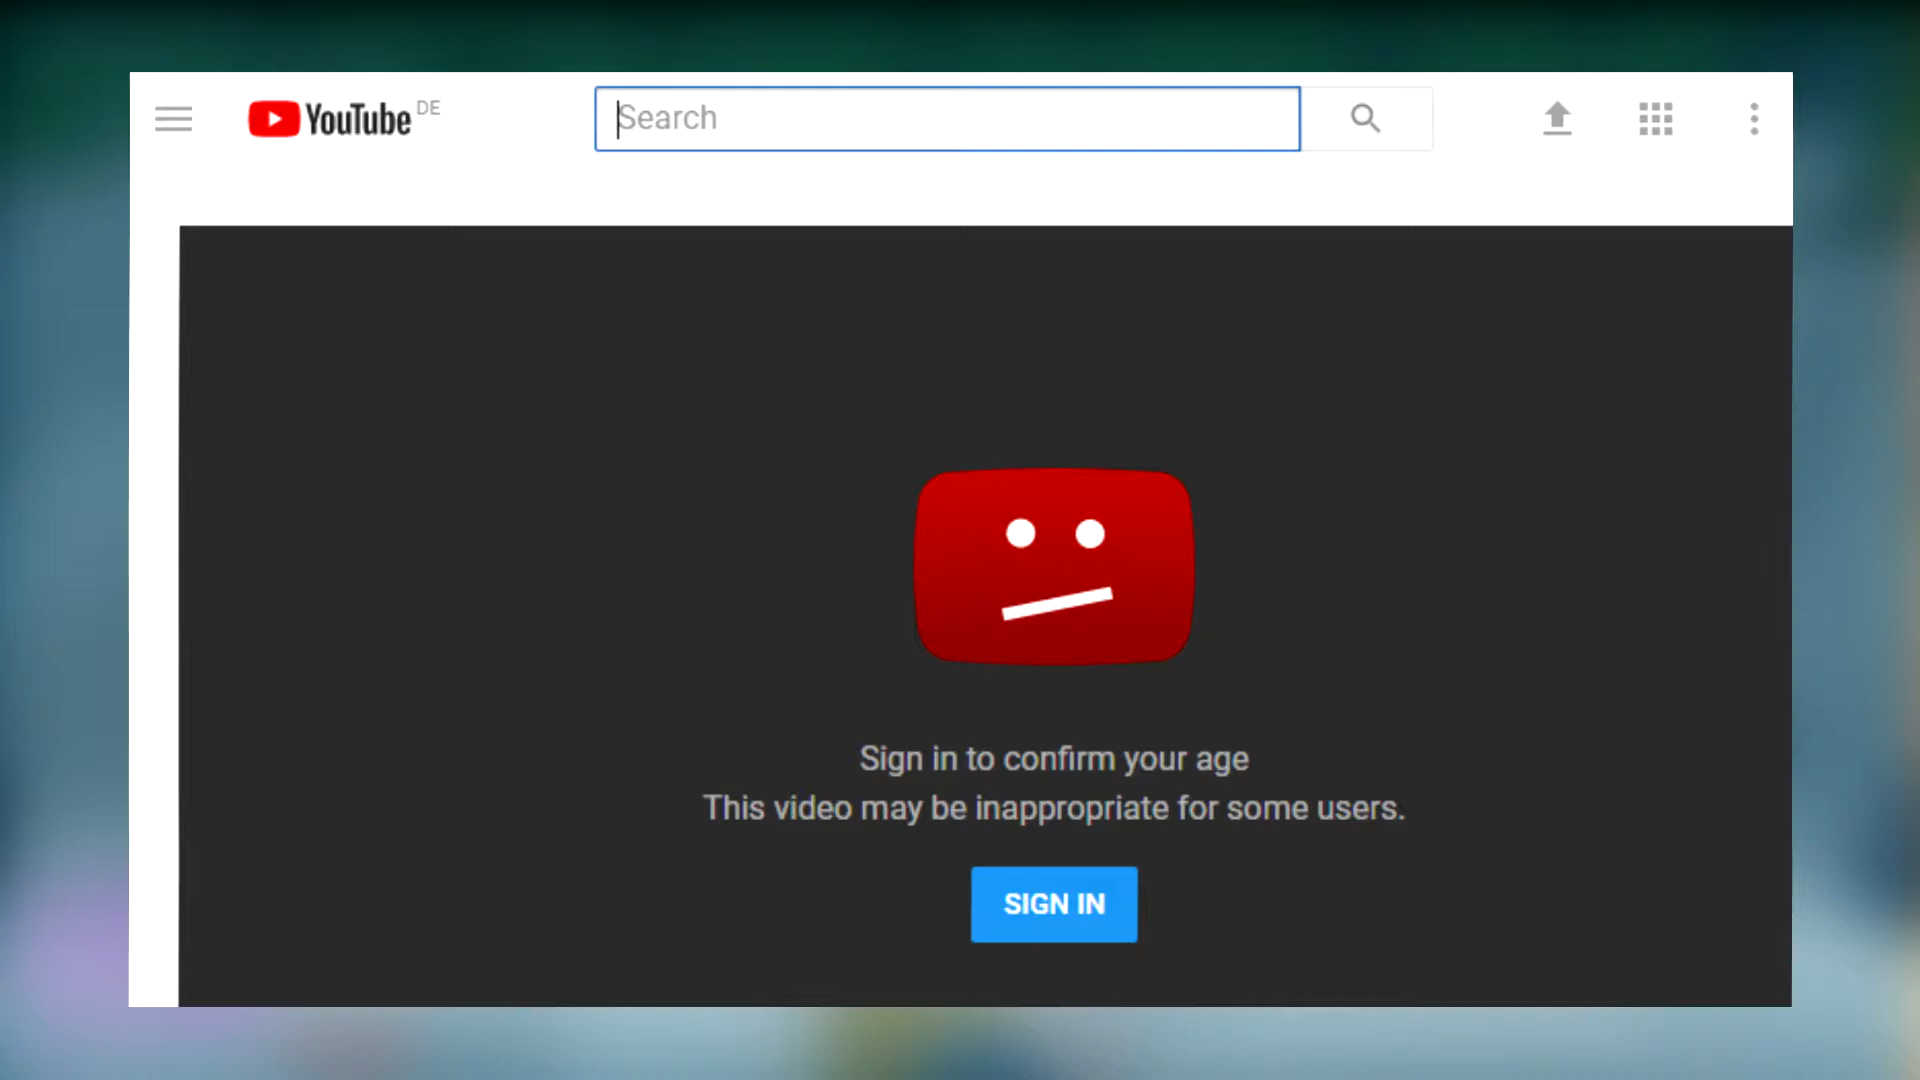 YouTube DE
Search
Sign in to confirm your age
This video may be inappropriate for some users.
SIGN IN